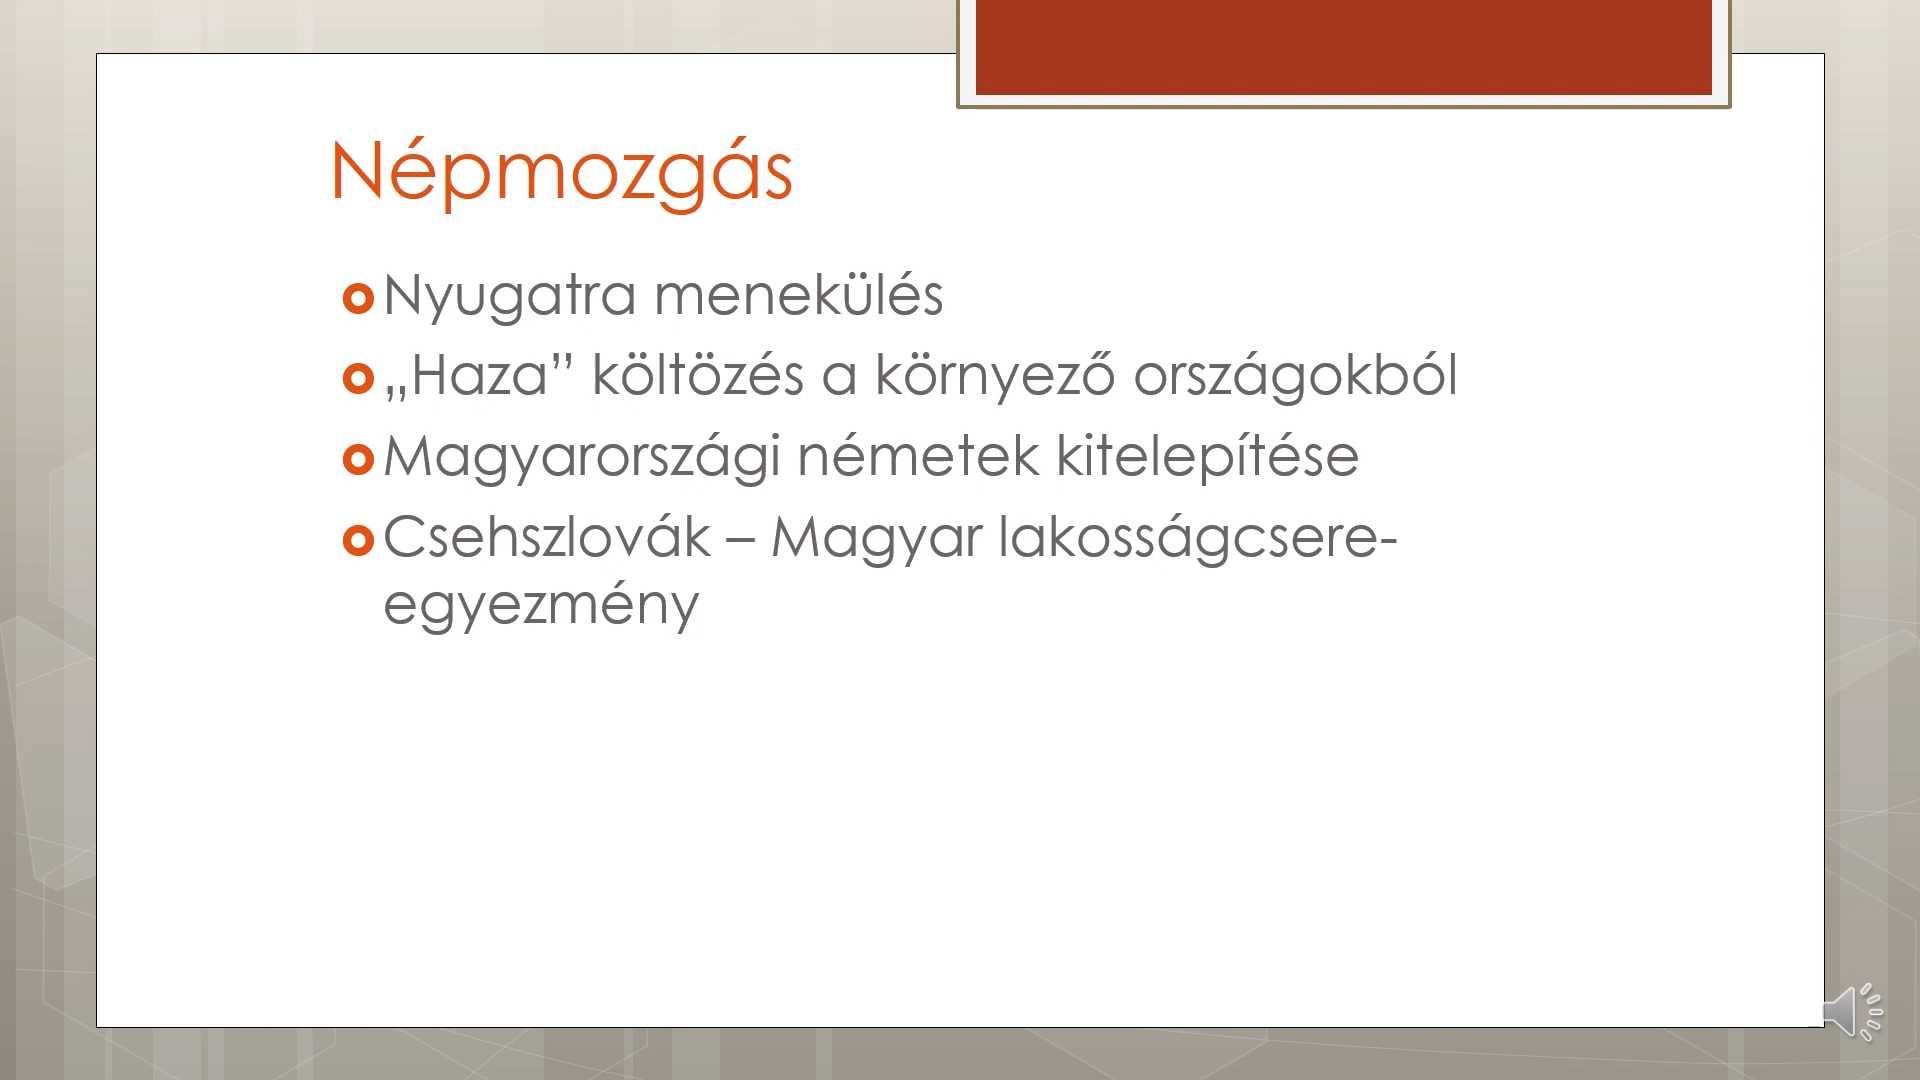 Népmozgás
Nyugatra menekülés
„Haza” költözés a környező országokból
Magyarországi németek kitelepítése
Csehszlovák – Magyar lakosságcsere-
egyezmény